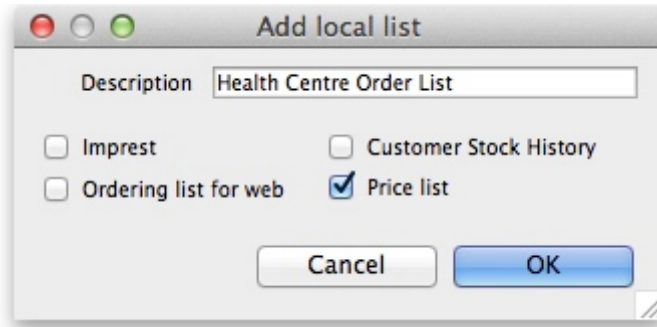 Add local list
Description Health Centre Order List
Imprest Customer Stock History
Ordering list for web Price list
Cancel OK